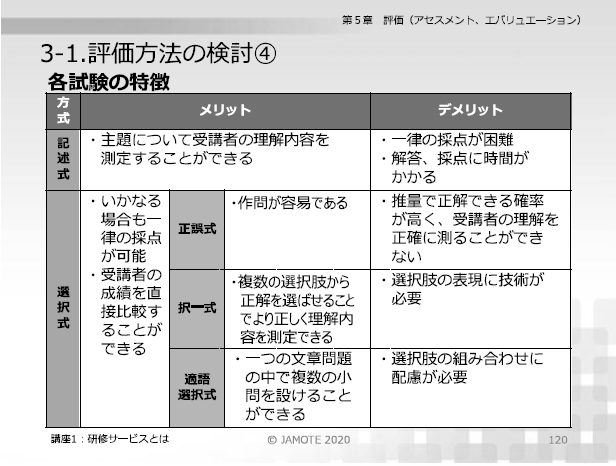 第５章　評価（アセスメント、エバリュエーション）
3-1.評価方法の検討④
各試験の特徴
方式
メリット
デメリット
記述式
・主題について受講者の理解内容を
測定することができる
・一律の採点が困難
・解答、採点に時間が
かかる
選択式
・いかなる
場合も一
律の採点
が可能
・受講者の
成績を直
接比較す
ることが
できる
正誤式
・作問が容易である
・推量で正解できる確率
が高く、受講者の理解を
正確に測ることができ
ない
択一式
・複数の選択肢から
正解を選ばせること
でより正しく理解内
容を測定できる
・選択肢の表現に技術が
必要
適語
選択式
・一つの文章問題
の中で複数の小
問を設けること
ができる
・選択肢の組み合わせに
配慮が必要
講座1：研修サービスとは
© JAMOTE 2020
120